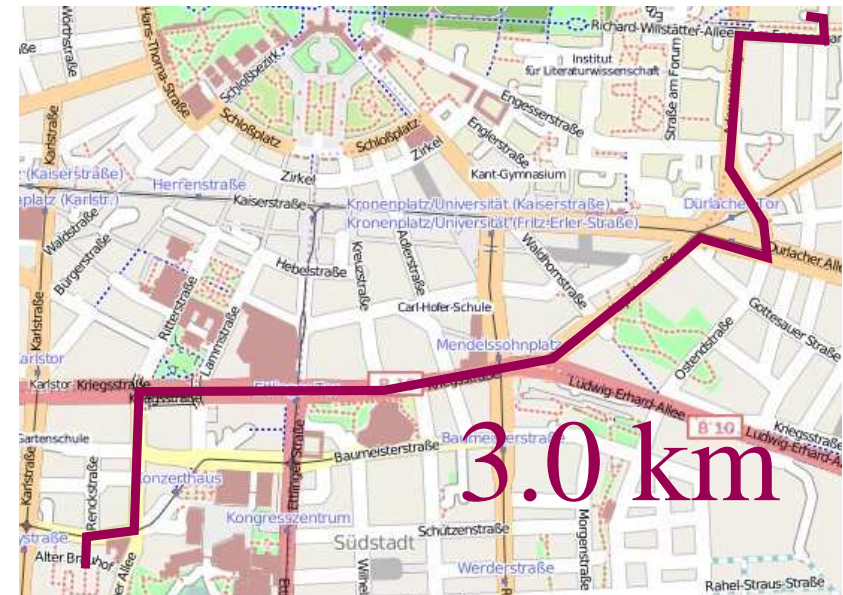 Wörthstraße
Hans-Thoma-Straße
Richard-Willstätter-Allee
Institut
für Literaturwissenschaft
Straße am Forum
Schloßbezirk
Engesserstraße
Englerstraße
Karlstraße
Schloßplatz
Schloßplatz
Zirkel
Zirkel
Kant-Gymnasium
(Kaiserstraße)
Herrenstraße
(Karlstr.)
Kaiserstraße
Kronenplatz/Universität (Kaiserstraße)
Kronenplatz/Universität (Fritz-Erler-Straße)
Durlacher Tor
Durlacher Allee
Waldstraße
Bürgerstraße
Kreuzstraße
Adlerstraße
Waldhornstraße
Hebelstraße
Ritterstraße
Lammstraße
Carl-Hofer-Schule
Gottesauer Straße
Ostendstraße
Karlstraße
Mendelssohnplatz
Karlstor
Kriegsstraße
Kriegsstraße
Ludwig-Erhard-Allee
B 10
Kriegsstraße
Ludwig-Erhard-Allee
Gartenschule
Baumeisterstraße
Baumeisterstraße
3.0 km
Konzerthaus
Ettlinger Straße
Karlstraße
Renckstraße
Kongresszentrum
Schützenstraße
Morgenstraße
Südstadt
Alter Brauhof
Werderstraße
Rahel-Straus-Straße